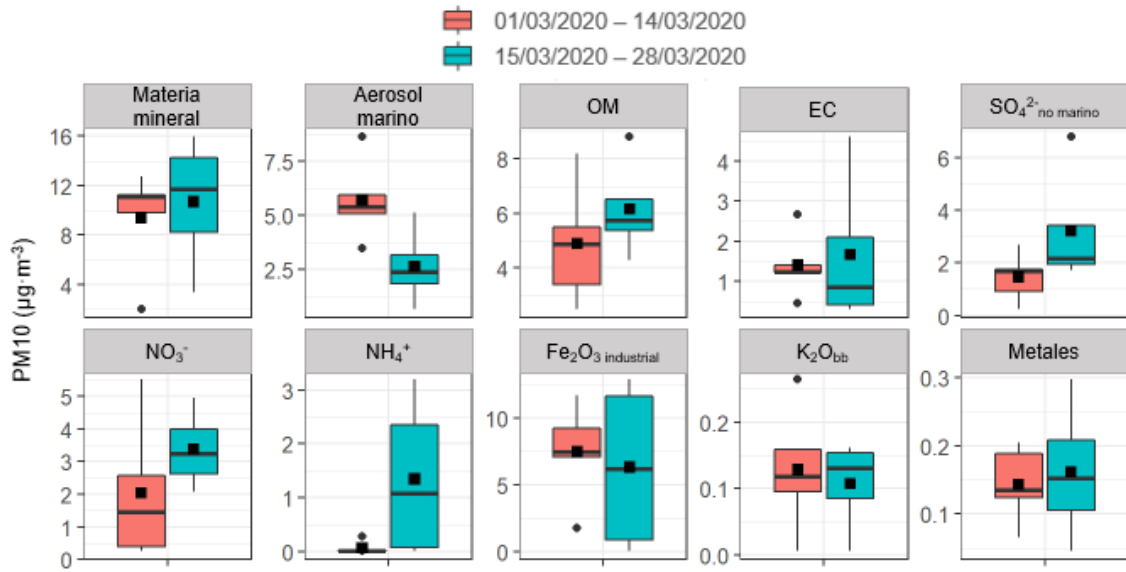 01/03/2020 – 14/03/2020
15/03/2020 – 28/03/2020
PM10 (µg·m⁻³)
Materia mineral
16
12
8
4
Aerosol marino
7.5
5.0
2.5
OM
8
6
4
EC
4
3
2
1
SO₄²⁻ no marino
6
4
2
0
NO₃⁻
5
4
3
2
1
0
NH₄⁺
3
2
1
0
Fe₂O₃ industrial
10
5
0
K₂Obb
0.2
0.1
0.0
Metales
0.3
0.2
0.1